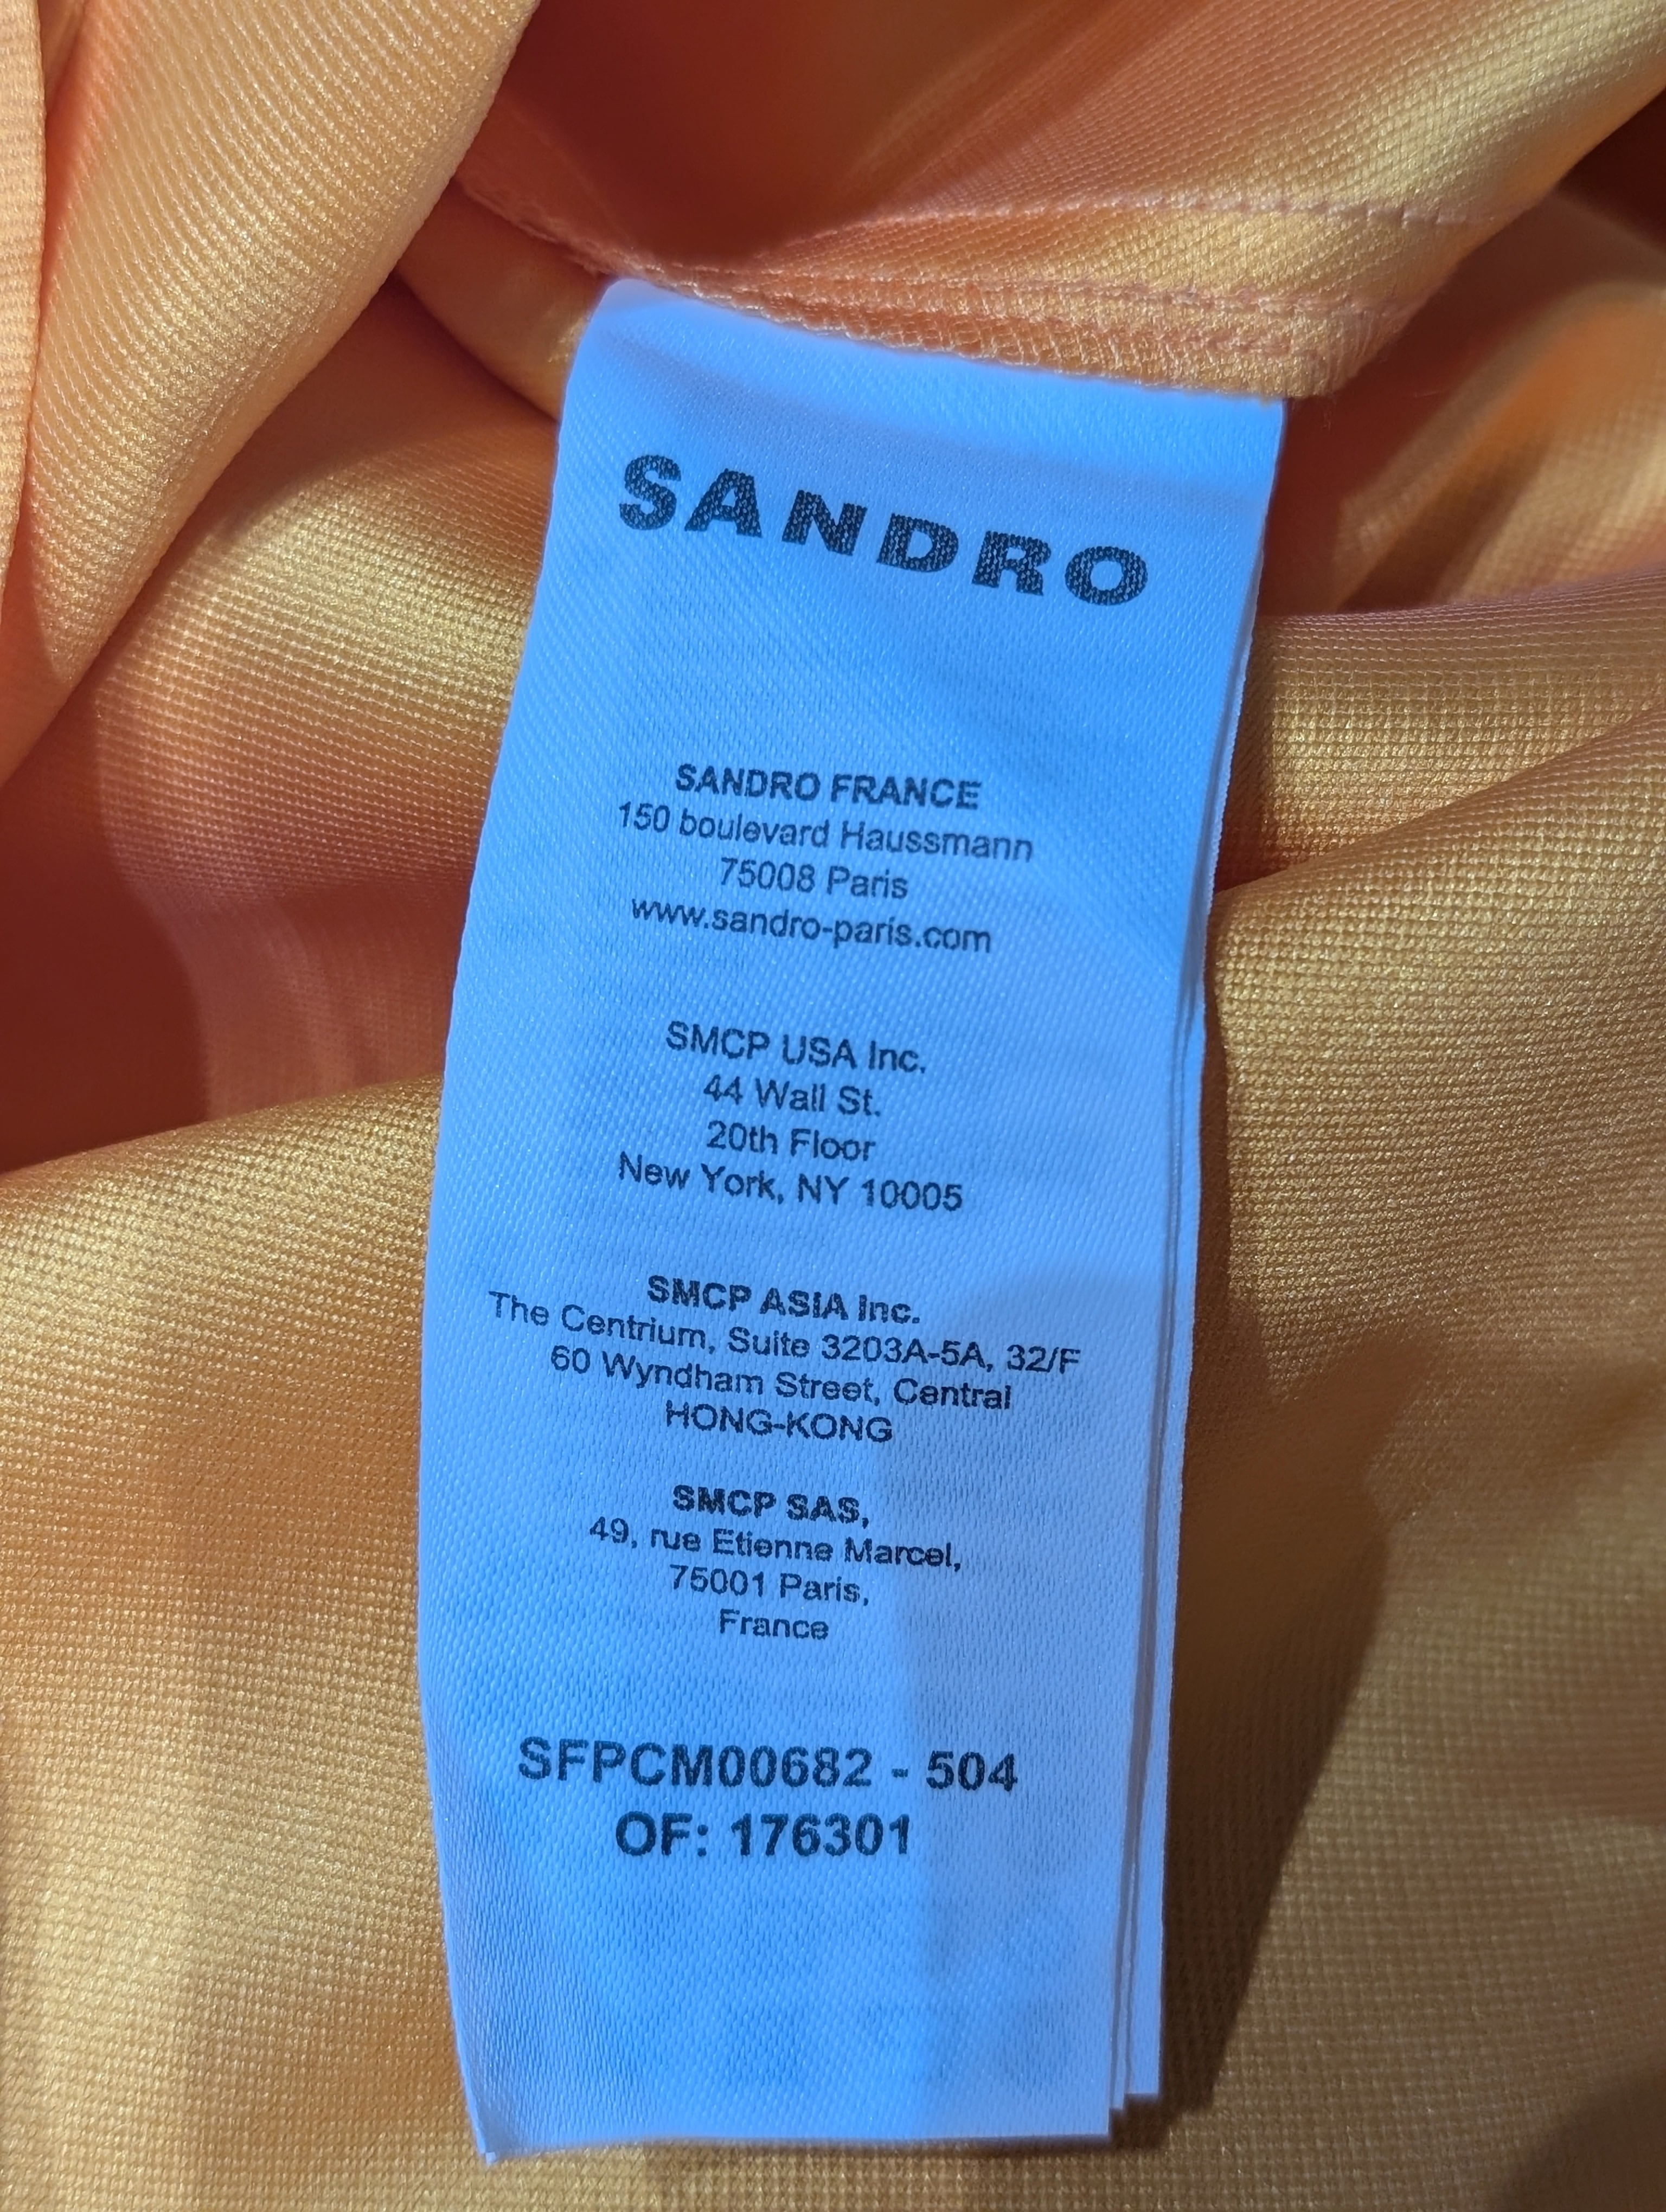 SANDRO
SANDRO FRANCE
150 boulevard Haussmann
75008 Paris
www.sandro-paris.com
SMCP USA Inc.
44 Wall St.
20th Floor
New York, NY 10005
SMCP ASIA Inc.
The Centrium, Suite 3203A-5A, 32/F
60 Wyndham Street, Central
HONG-KONG
SMCP SAS,
49, rue Etienne Marcel,
75001 Paris,
France
SFPCM00682 - 504
OF: 176301